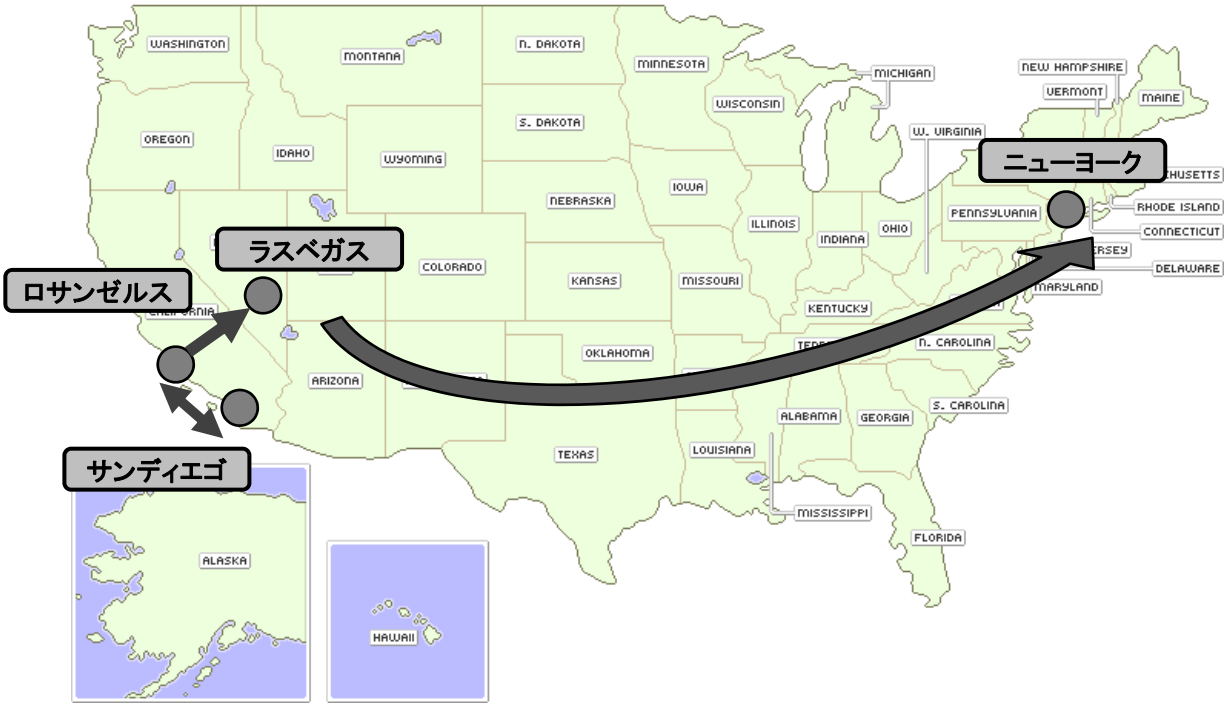 WASHINGTON
MONTANA
N. DAKOTA
MINNESOTA
MICHIGAN
NEW HAMPSHIRE
VERMONT
MAINE
WISCONSIN
S. DAKOTA
OREGON
IDAHO
WYOMING
W. VIRGINIA
ニューヨーク
IOWA
NEBRASKA
PENNSYLVANIA
RHODE ISLAND
ILLINOIS
INDIANA
OHIO
CONNECTICUT
ラスベガス
COLORADO
KANSAS
MISSOURI
DELAWARE
MARYLAND
ロサンゼルス
KENTUCKY
OKLAHOMA
N. CAROLINA
ARIZONA
S. CAROLINA
ALABAMA
GEORGIA
TEXAS
LOUISIANA
サンディエゴ
MISSISSIPPI
FLORIDA
ALASKA
HAWAII